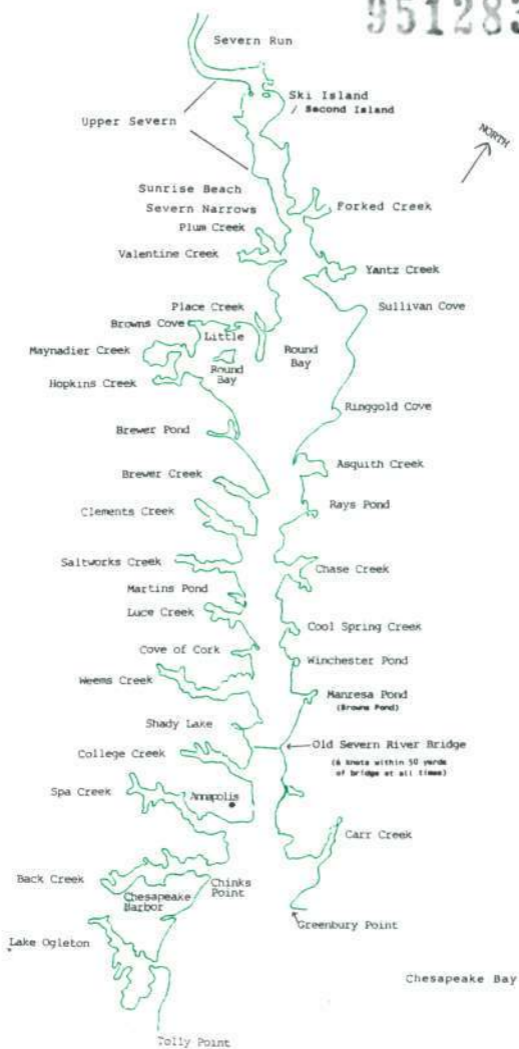 951283
Severn Run
Ski Island
/ Second Island
Upper Severn
NORTH
Sunrise Beach
Severn Narrows
Forked Creek
Plum Creek
Valentine Creek
Yantz Creek
Place Creek
Sullivan Cove
Browns Cove
Little
Round
Bay
Maynadier Creek
Round
Bay
Hopkins Creek
Ringgold Cove
Brewer Pond
Asquith Creek
Brewer Creek
Clements Creek
Rays Pond
Saltworks Creek
Chase Creek
Martins Pond
Luce Creek
Cool Spring Creek
Cove of Cork
Winchester Pond
Weems Creek
Manresa Pond
(Browns Pond)
Shady Lake
Old Severn River Bridge
College Creek
(6 knots within 50 yards
of bridge at all times)
Spa Creek
Annapolis
Carr Creek
Back Creek
Chinks
Point
Chesapeake
Harbor
Greenbury Point
Lake Ogleton
Chesapeake Bay
Tolly Point